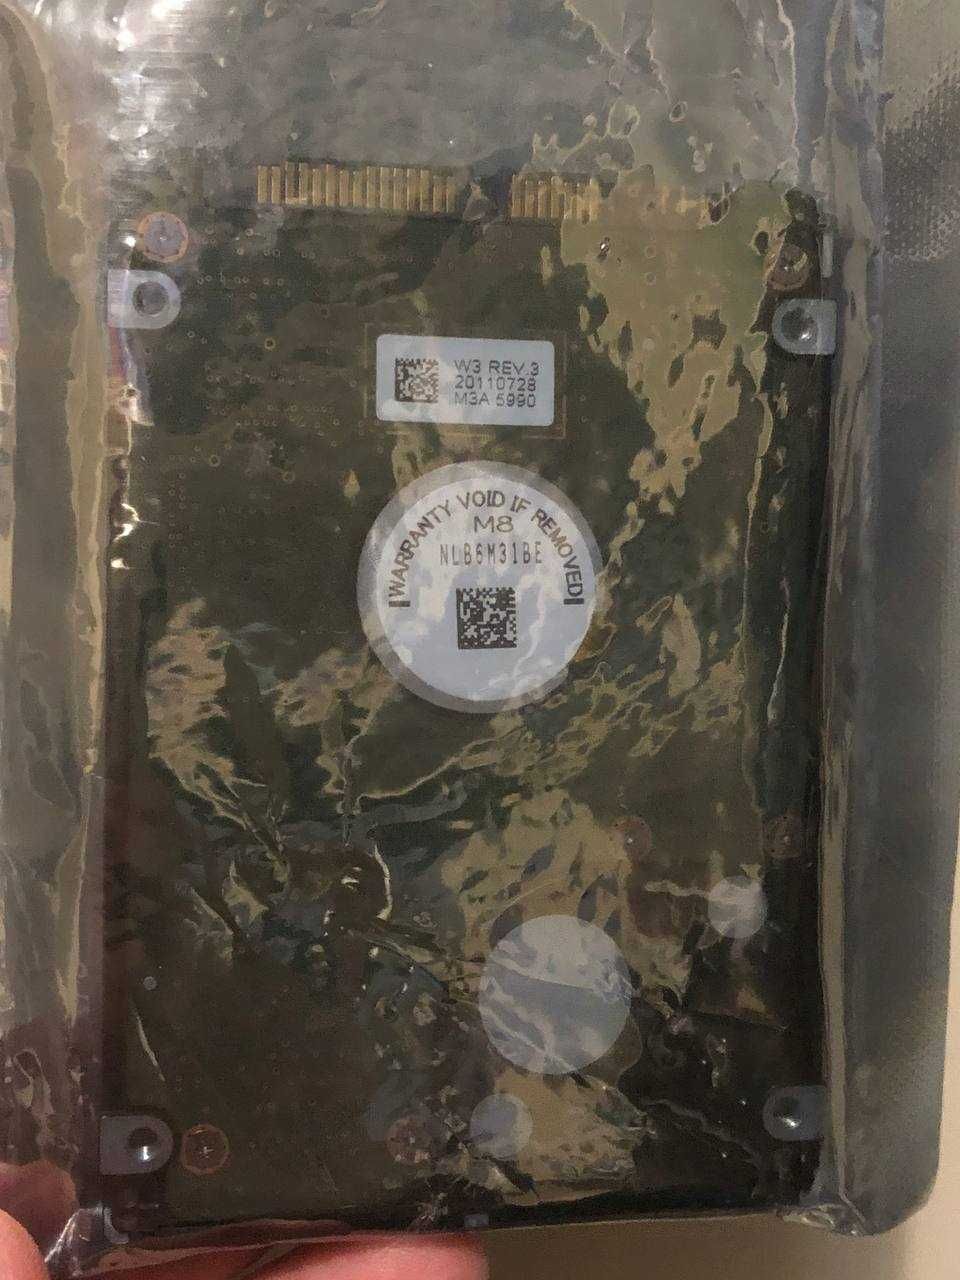 W3 REV.3
20110728
M3A 5990
WARRANTY VOID IF REMOVED
M8
NLB6M31BE